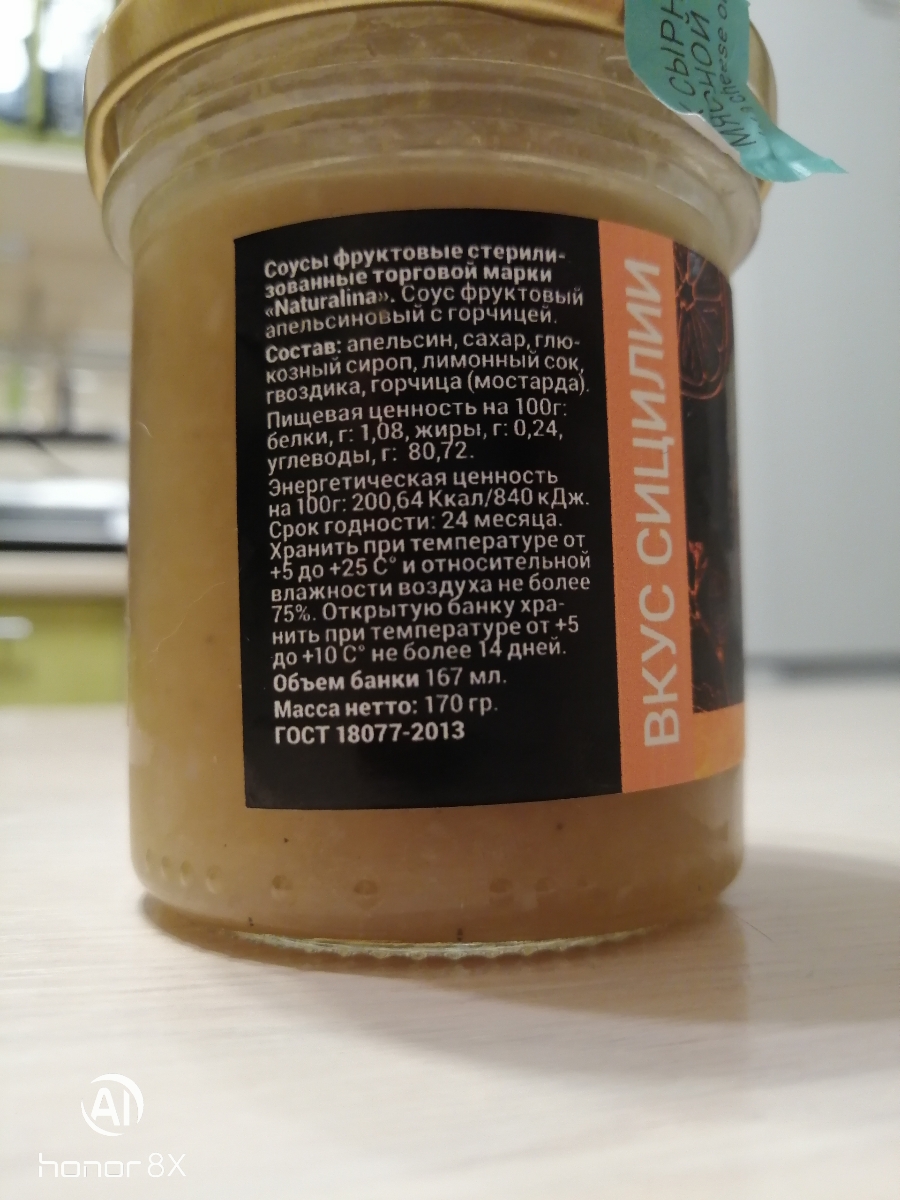 СЫРН
МЯСНОЙ
cheese o
Соусы фруктовые стерили-
зованные торговой марки
«Naturalina». Соус фруктовый
апельсиновый с горчицей.
Состав: апельсин, сахар, глю-
козный сироп, лимонный сок,
гвоздика, горчица (мостарда).
Пищевая ценность на 100г:
белки, г: 1,08, жиры, г: 0,24,
углеводы, г: 80,72.
Энергетическая ценность
на 100г: 200,64 Ккал/840 кДж.
Срок годности: 24 месяца.
Хранить при температуре от
+5 до +25 С° и относительной
влажности воздуха не более
75%. Открытую банку хра-
нить при температуре от +5
до +10 С° не более 14 дней.
Объем банки 167 мл.
Масса нетто: 170 гр.
ГОСТ 18077-2013
ВКУС СИЦИЛИИ
AI
honor 8X